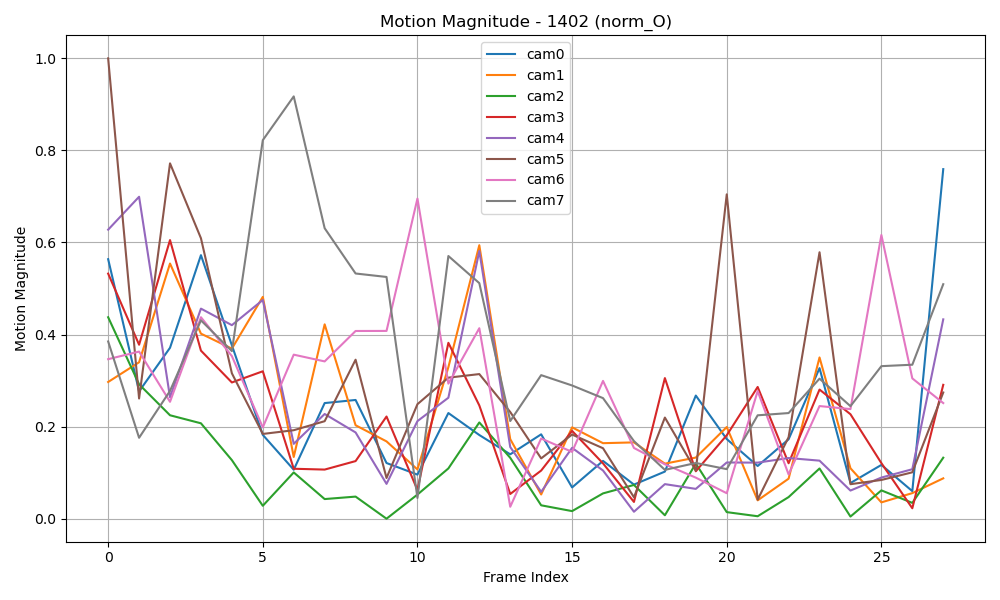 Motion Magnitude - 1402 (norm_O)
cam0
cam1
cam2
cam3
cam4
cam5
cam6
cam7
Motion Magnitude
1.0
0.8
0.6
0.4
0.2
0.0
0 5 10 15 20 25
Frame Index